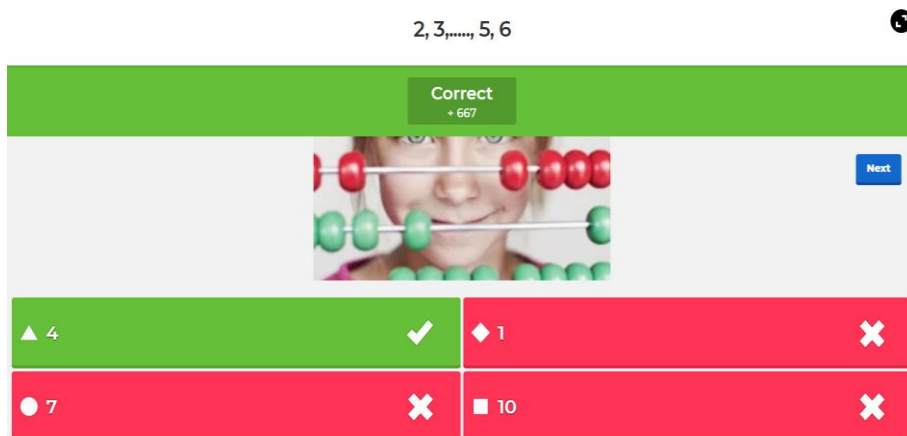 2, 3,....., 5, 6
Correct
+ 667
Next
4
1
7
10